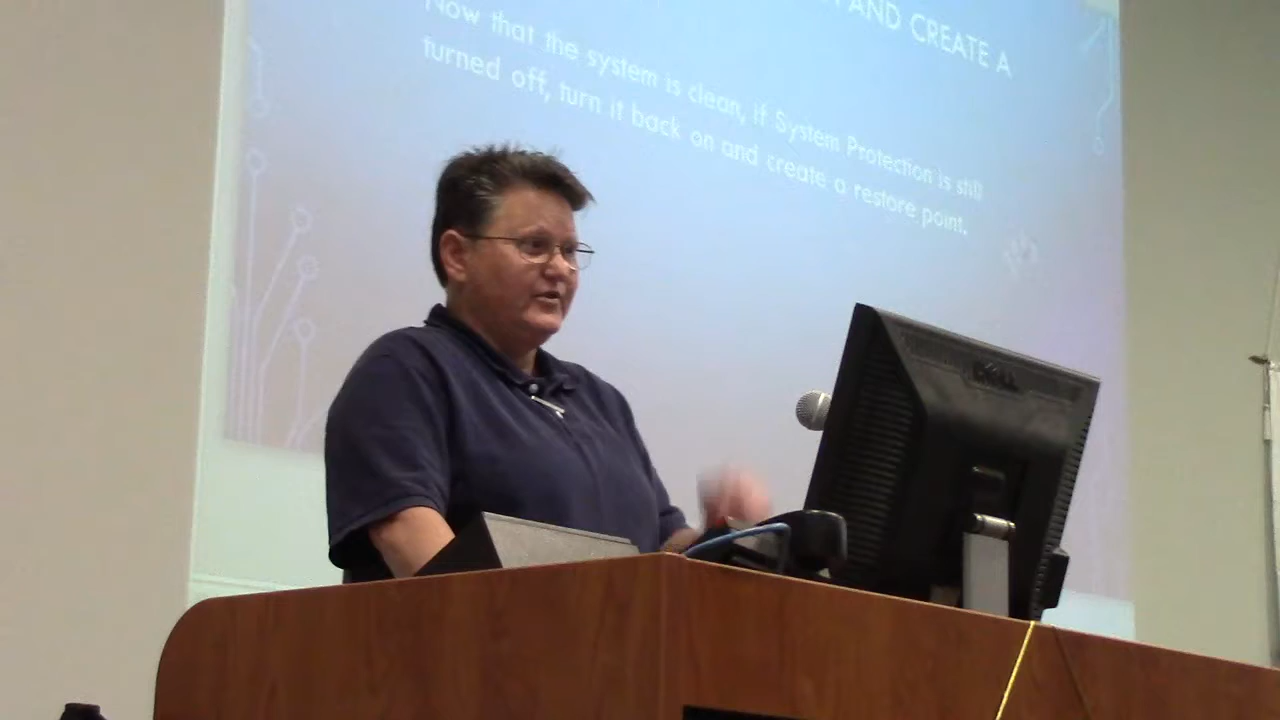 AND CREATE A
Now that the system is clean, if System Protection is still
turned off, turn it back on and create a restore point.
DELL